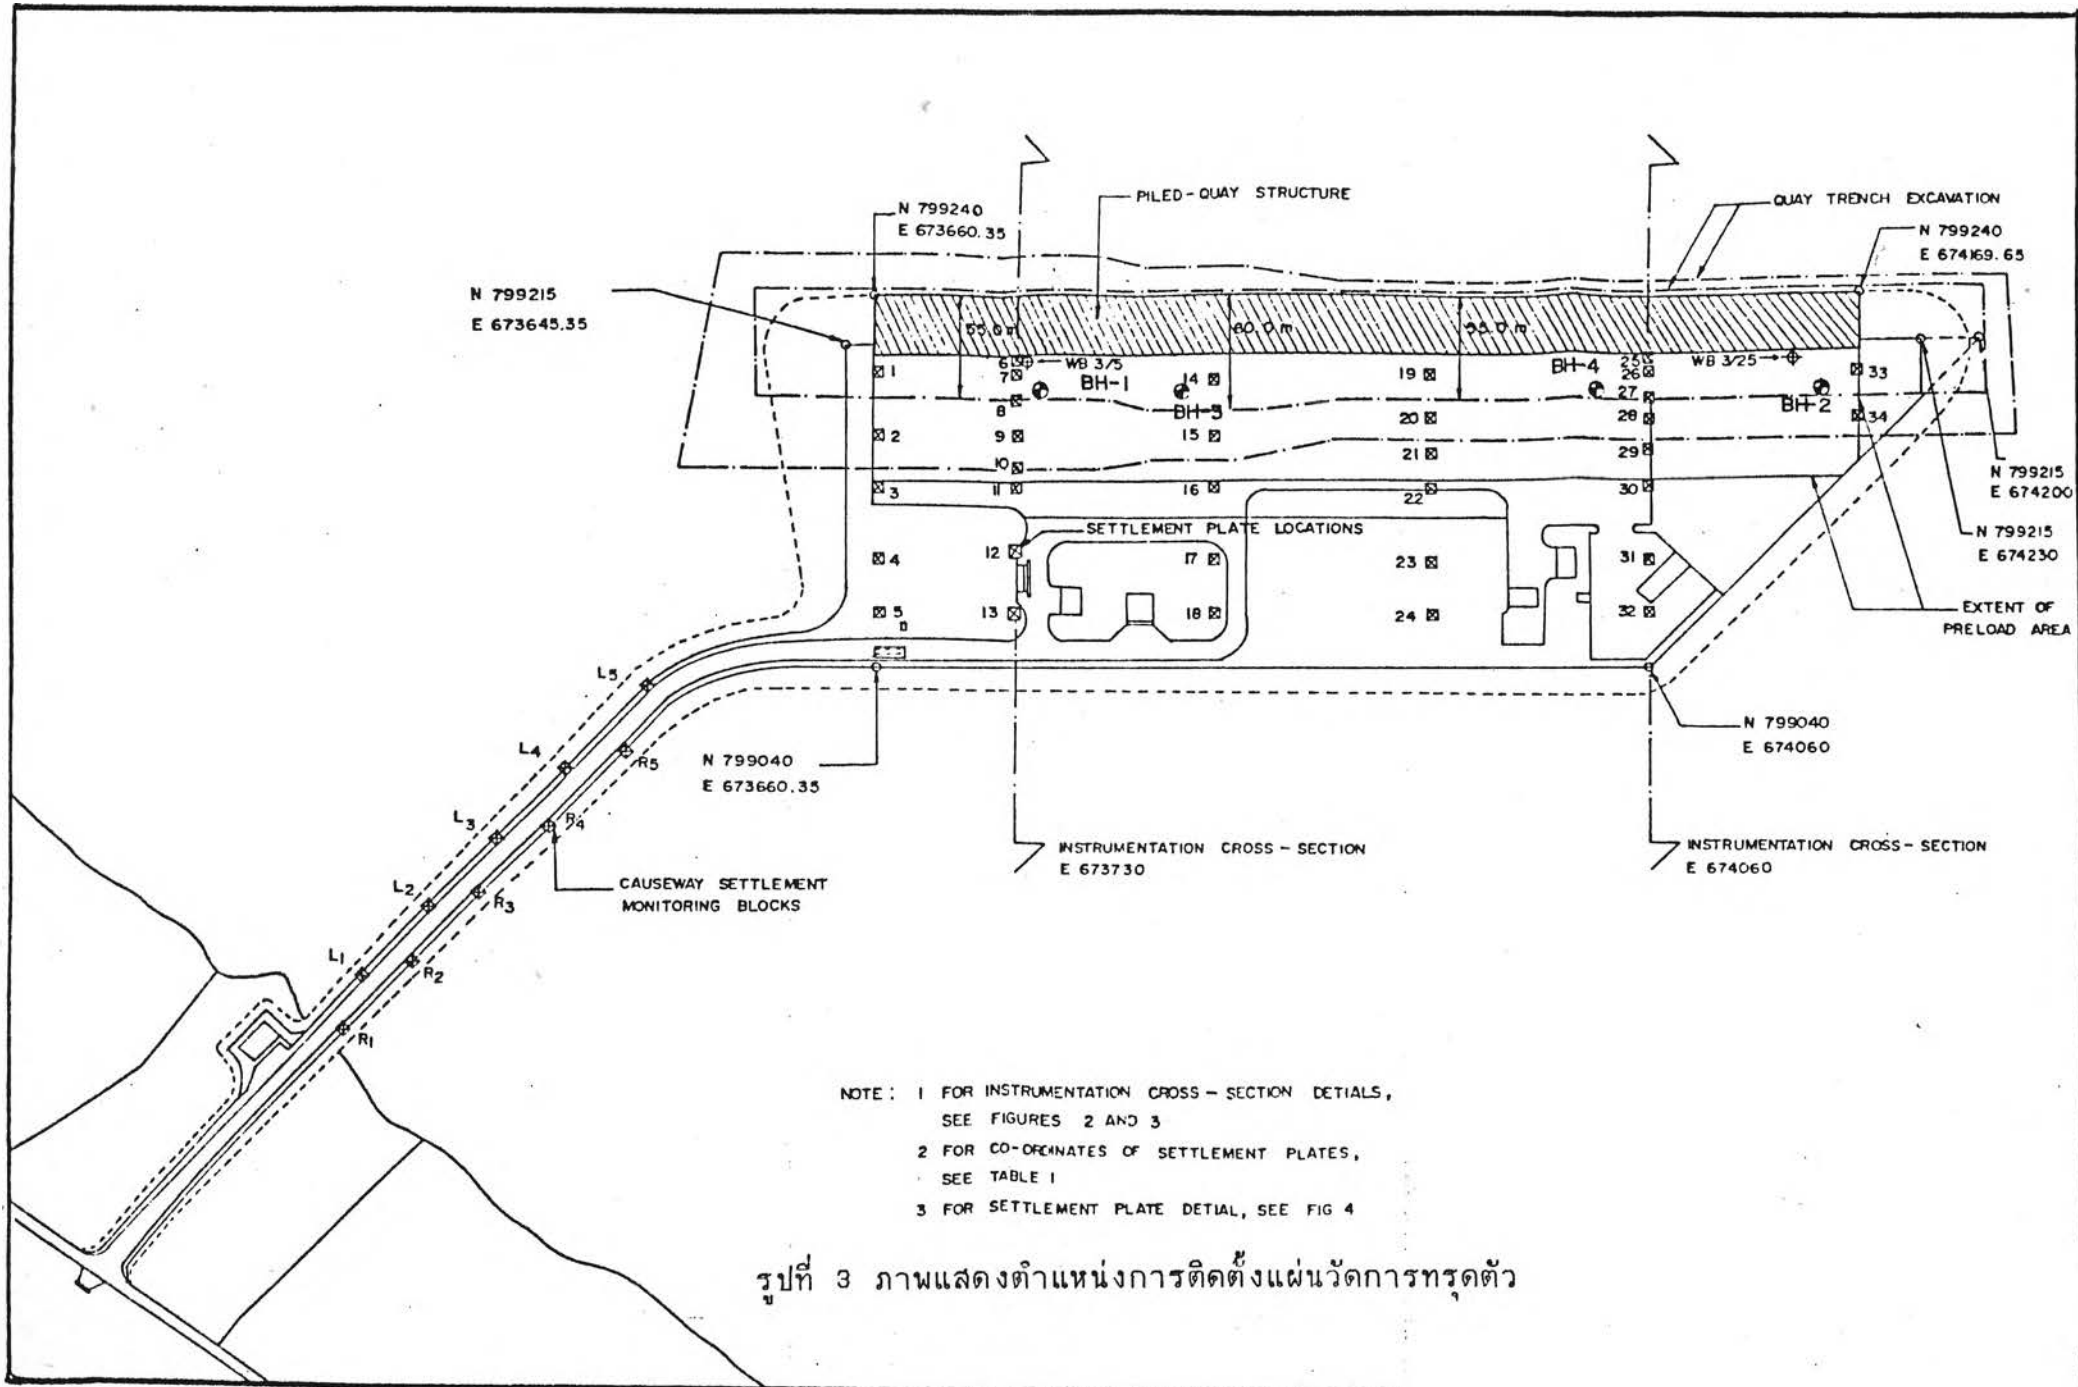 PILED-QUAY STRUCTURE
QUAY TRENCH EXCAVATION
N 799240
E 673660.35
N 799240
E 674169.65
N 799215
E 673645.35
55.0 m
60.0 m
55.0 m
6
WB 3/5
25
WB 3/25
1
7
BH-1
14
19
BH-4
26
33
8
BH-3
27
BH-2
20
28
34
2
9
15
21
29
10
3
11
16
22
30
N 799215
E 674200
SETTLEMENT PLATE LOCATIONS
N 799215
E 674230
4
12
17
23
31
5
13
18
24
32
EXTENT OF
PRELOAD AREA
L5
L4
R5
N 799040
E 673660.35
N 799040
E 674060
L3
R4
INSTRUMENTATION CROSS-SECTION
E 673730
INSTRUMENTATION CROSS-SECTION
E 674060
L2
R3
CAUSEWAY SETTLEMENT
MONITORING BLOCKS
L1
R2
R1
NOTE: 1 FOR INSTRUMENTATION CROSS-SECTION DETIALS,
SEE FIGURES 2 AND 3
2 FOR CO-ORDINATES OF SETTLEMENT PLATES,
SEE TABLE 1
3 FOR SETTLEMENT PLATE DETIAL, SEE FIG 4
รูปที่ 3 ภาพแสดงตำแหน่งการติดตั้งแผ่นวัดการทรุดตัว